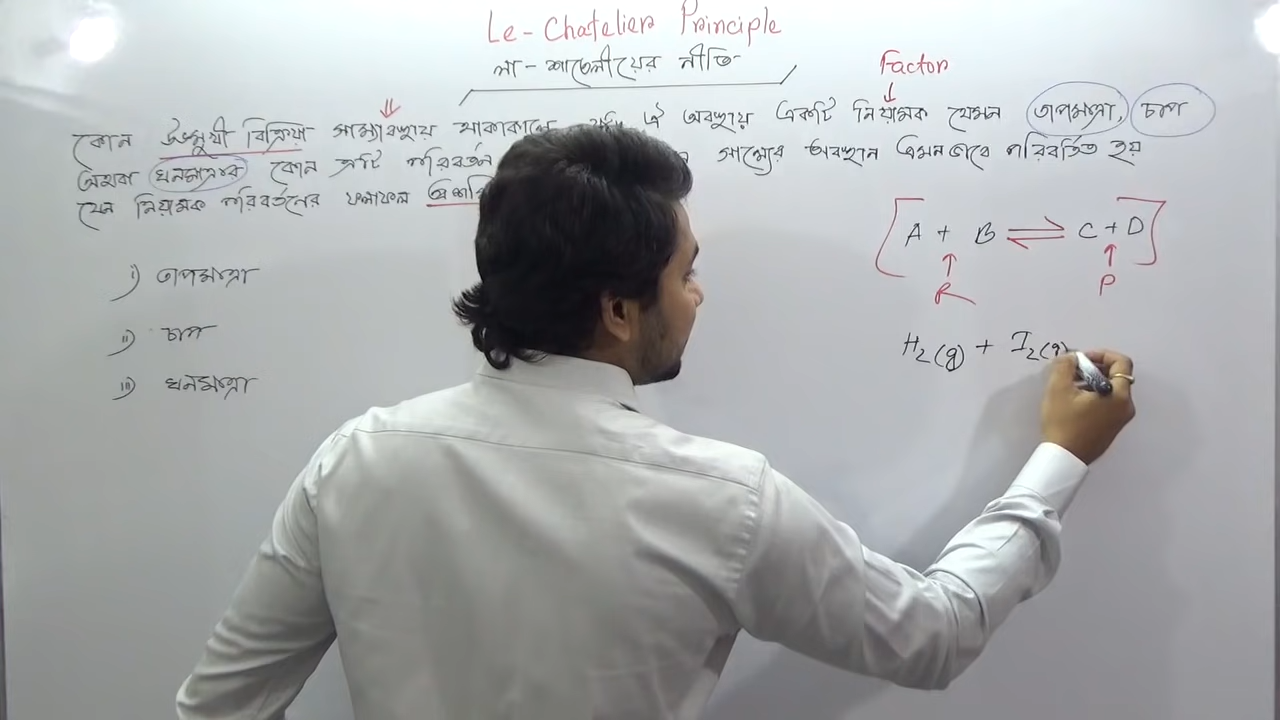 Le-Chatelier Principle
লা-শাতেলীয়ের নীতি
Factor
কোন উভমুখী বিক্রিয়া সাম্যাবস্থায় থাকাকালে যদি ঐ অবস্থায় একটি নিয়ামক যেমন তাপমাত্রা, চাপ
অথবা ঘনমাত্রার কোন একটি পরিবর্তন সাম্যের অবস্থান এমনভাবে পরিবর্তিত হয়
যেন নিয়ামক পরিবর্তনের ফলাফল
A + B ⇌ C + D
R P
i) তাপমাত্রা
ii) চাপ
iii) ঘনমাত্রা
H₂(g) + I₂(g)